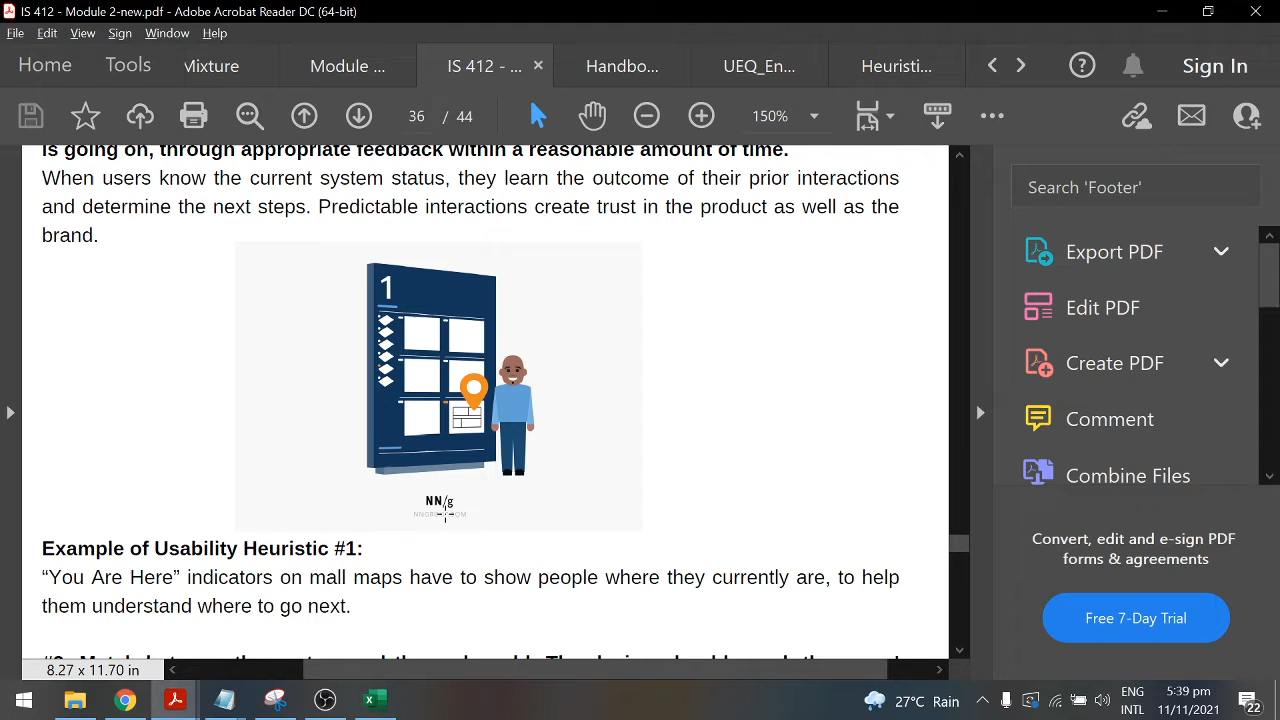 IS 412 - Module 2-new.pdf - Adobe Acrobat Reader DC (64-bit)
File Edit View Sign Window Help
Home Tools Mixture Module ... IS 412 - ... Handbo... UEQ_En... Heuristi... Sign In
36 / 44 150%
is going on, through appropriate feedback within a reasonable amount of time.
When users know the current system status, they learn the outcome of their prior interactions
and determine the next steps. Predictable interactions create trust in the product as well as the
brand.
1
NN/g
Example of Usability Heuristic #1:
“You Are Here” indicators on mall maps have to show people where they currently are, to help
them understand where to go next.
8.27 x 11.70 in
Search 'Footer'
Export PDF
Edit PDF
Create PDF
Comment
Combine Files
Convert, edit and e-sign PDF
forms & agreements
Free 7-Day Trial
27°C Rain
ENG
INTL
5:39 pm
11/11/2021
22